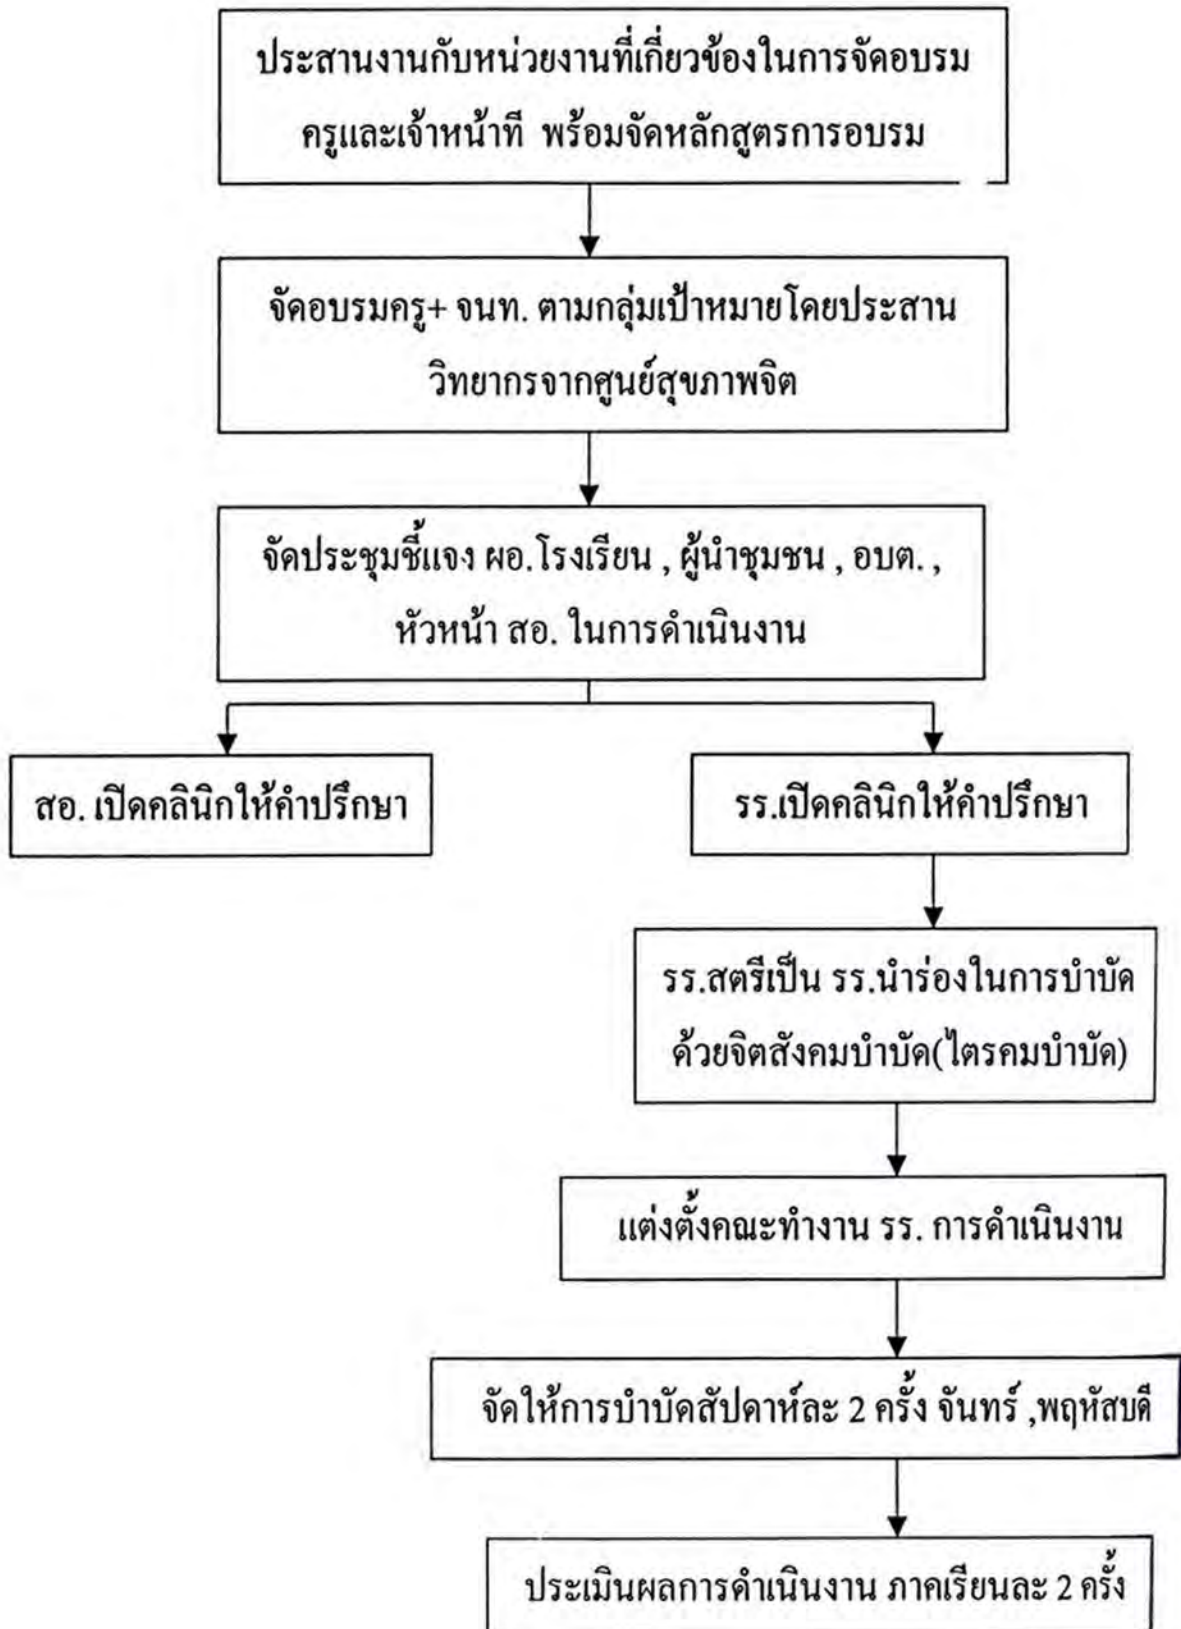 ประสานงานกับหน่วยงานที่เกี่ยวข้องในการจัดอบรม
ครูและเจ้าหน้าที พร้อมจัดหลักสูตรการอบรม
จัดอบรมครู+ จนท. ตามกลุ่มเป้าหมายโดยประสาน
วิทยากรจากศูนย์สุขภาพจิต
จัดประชุมชี้แจง ผอ.โรงเรียน , ผู้นำชุมชน , อบต. ,
หัวหน้า สอ. ในการดำเนินงาน
สอ. เปิดคลินิกให้คำปรึกษา
รร.เปิดคลินิกให้คำปรึกษา
รร.สตรีเป็น รร.นำร่องในการบำบัด
ด้วยจิตสังคมบำบัด(ไตรคมบำบัด)
แต่งตั้งคณะทำงาน รร. การดำเนินงาน
จัดให้การบำบัดสัปดาห์ละ 2 ครั้ง จันทร์ ,พฤหัสบดี
ประเมินผลการดำเนินงาน ภาคเรียนละ 2 ครั้ง